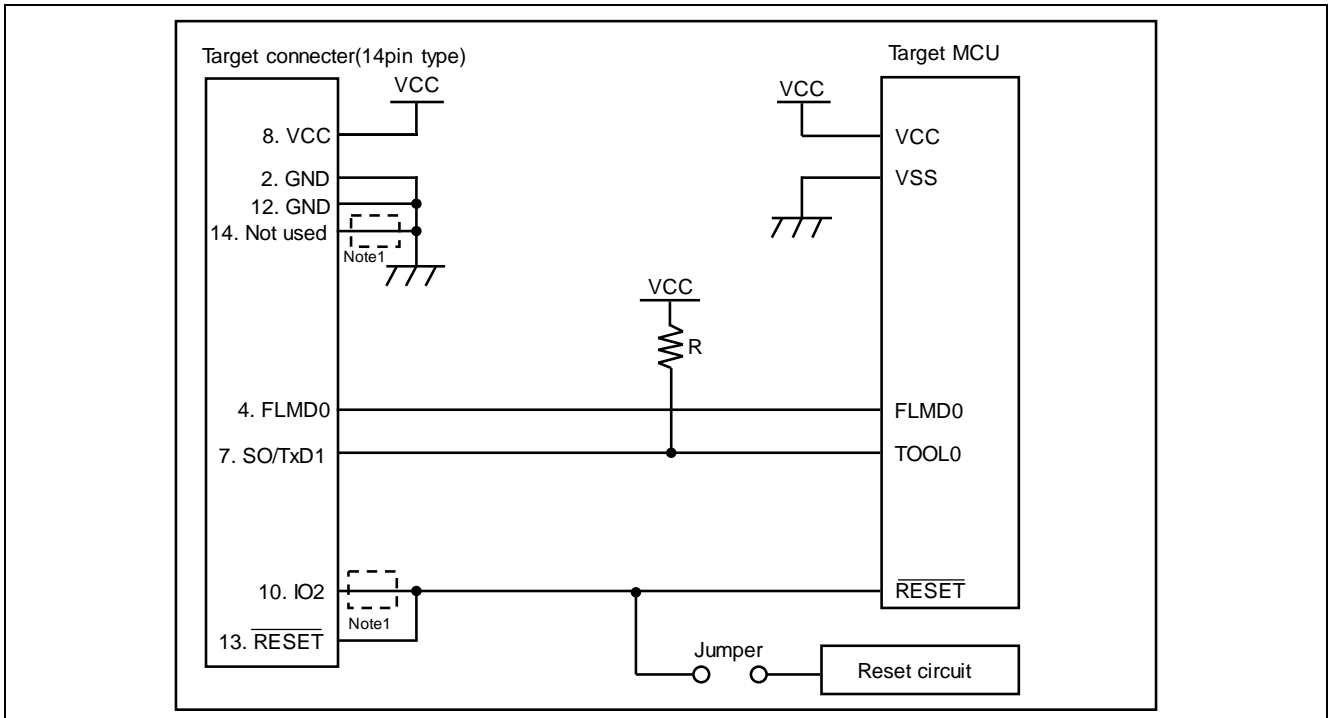 Target connecter(14pin type)
VCC
8. VCC
2. GND
12. GND
14. Not used
Note1
4. FLMD0
7. SO/TxD1
10. IO2
Note1
13. RESET
VCC
R
Jumper
Reset circuit
Target MCU
VCC
VCC
VSS
FLMD0
TOOL0
RESET